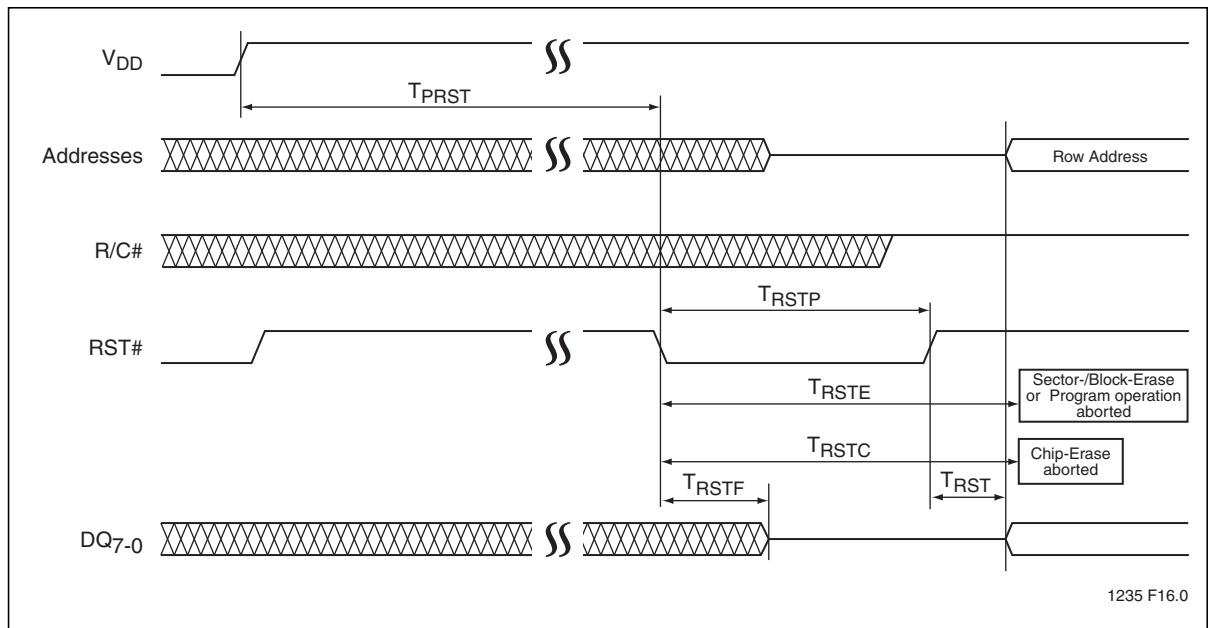 VDD
TPRST
Addresses
Row Address
R/C#
TRSTP
RST#
TRSTE
Sector-/Block-Erase
or Program operation
aborted
TRSTC
Chip-Erase
aborted
TRSTF
TRST
DQ7-0
1235 F16.0